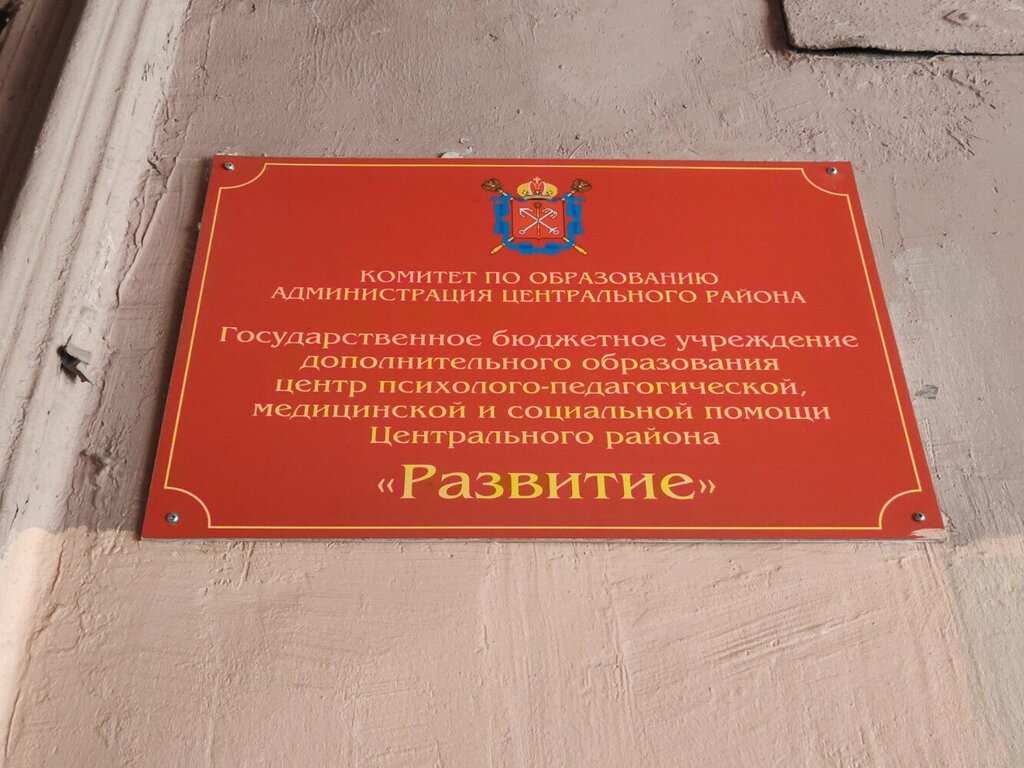 КОМИТЕТ ПО ОБРАЗОВАНИЮ
АДМИНИСТРАЦИЯ ЦЕНТРАЛЬНОГО РАЙОНА
Государственное бюджетное учреждение
дополнительного образования
центр психолого-педагогической,
медицинской и социальной помощи
Центрального района
«Развитие»